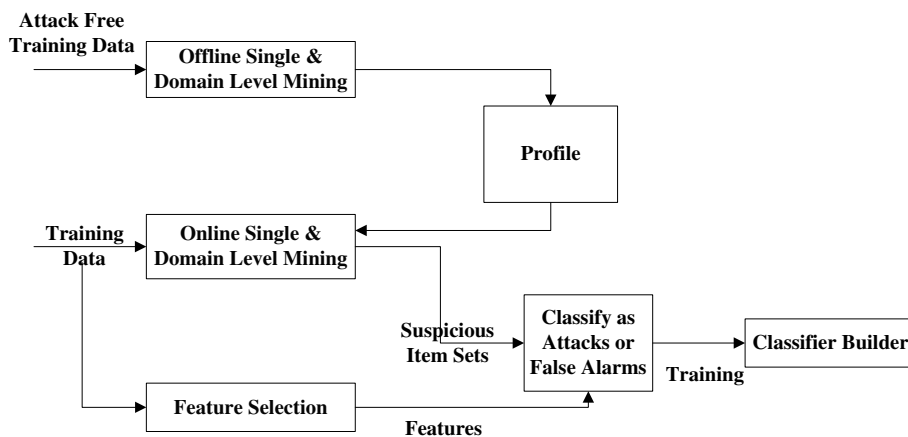 Attack Free
Training Data
Offline Single &
Domain Level Mining
Profile
Training
Data
Online Single &
Domain Level Mining
Suspicious
Item Sets
Classify as
Attacks or
False Alarms
Training
Classifier Builder
Feature Selection
Features